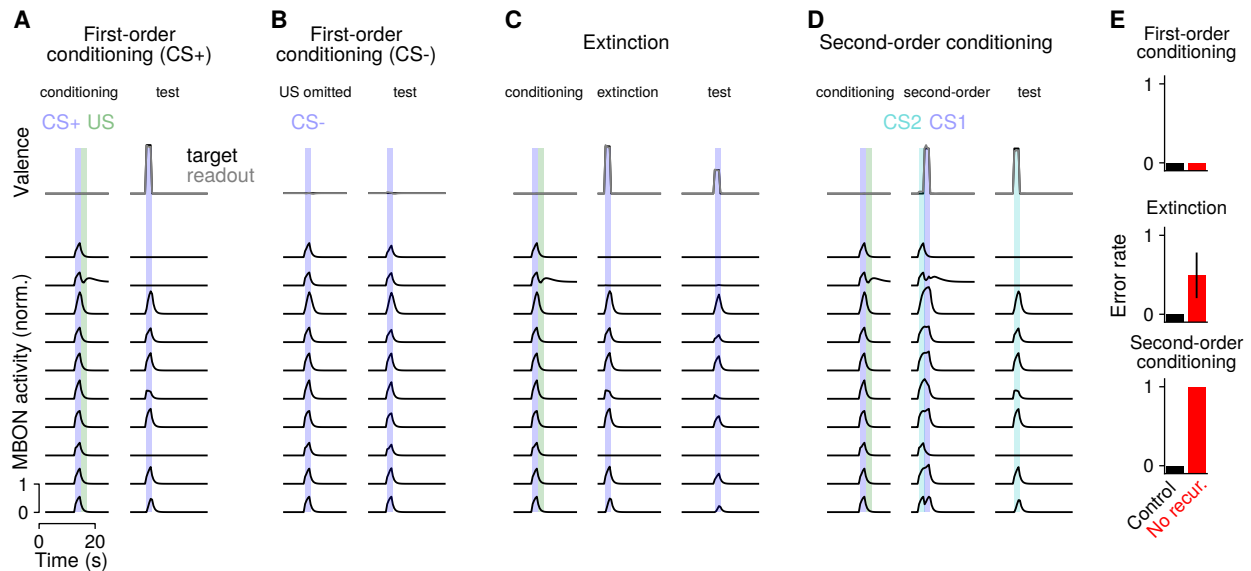 A
First-order
conditioning (CS+)
conditioning
test
CS+ US
Valence
target
readout
MBON activity (norm.)
1
0
0
20
Time (s)
B
First-order
conditioning (CS-)
US omitted
test
CS-
C
Extinction
conditioning
extinction
test
D
Second-order conditioning
conditioning
second-order
test
CS2 CS1
E
First-order
conditioning
1
0
Extinction
1
0
Error rate
Second-order
conditioning
1
0
Control
No recur.